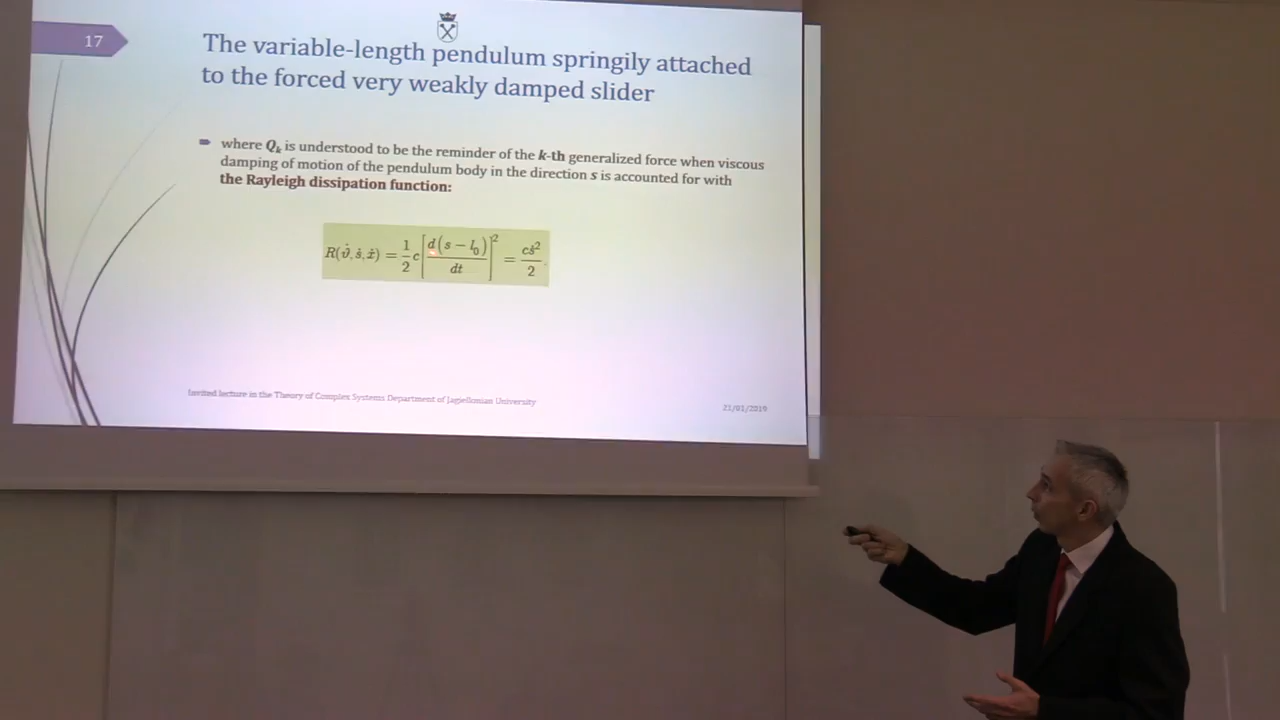 17
The variable-length pendulum springily attached
to the forced very weakly damped slider
where Qₖ is understood to be the reminder of the k-th generalized force when viscous
damping of motion of the pendulum body in the direction s is accounted for with
the Rayleigh dissipation function:
R(ϑ̇, ṡ, ẋ) = 1/2 c [d(s − l₀)/dt]² = cṡ²/2
Invited lecture in the Theory of Complex Systems Department of Jagiellonian University
21/01/2019